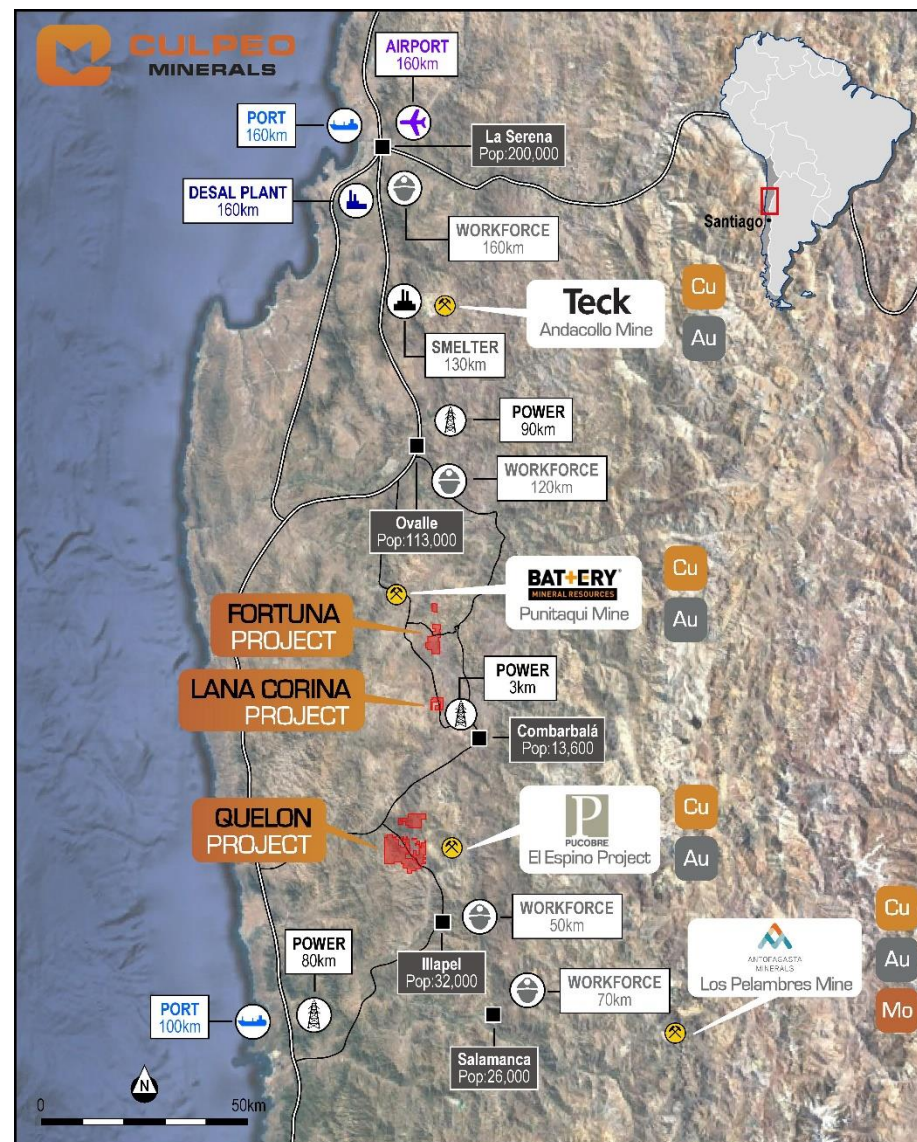 CULPEO
MINERALS
AIRPORT
160km
PORT
160km
La Serena
Pop:200,000
DESAL PLANT
160km
WORKFORCE
160km
Santiago
Teck
Andacollo Mine
Cu
Au
SMELTER
130km
POWER
90km
WORKFORCE
120km
Ovalle
Pop:113,000
BATTERY
MINERAL RESOURCES
Punitaqui Mine
Cu
Au
FORTUNA
PROJECT
POWER
3km
LANA CORINA
PROJECT
Combarbalá
Pop:13,600
QUELON
PROJECT
P
PUCOBRE
El Espino Project
Cu
Au
WORKFORCE
50km
Illapel
Pop:32,000
POWER
80km
PORT
100km
WORKFORCE
70km
Salamanca
Pop:26,000
ANTOFAGASTA
MINERALS
Los Pelambres Mine
Cu
Au
Mo
N
0 50km